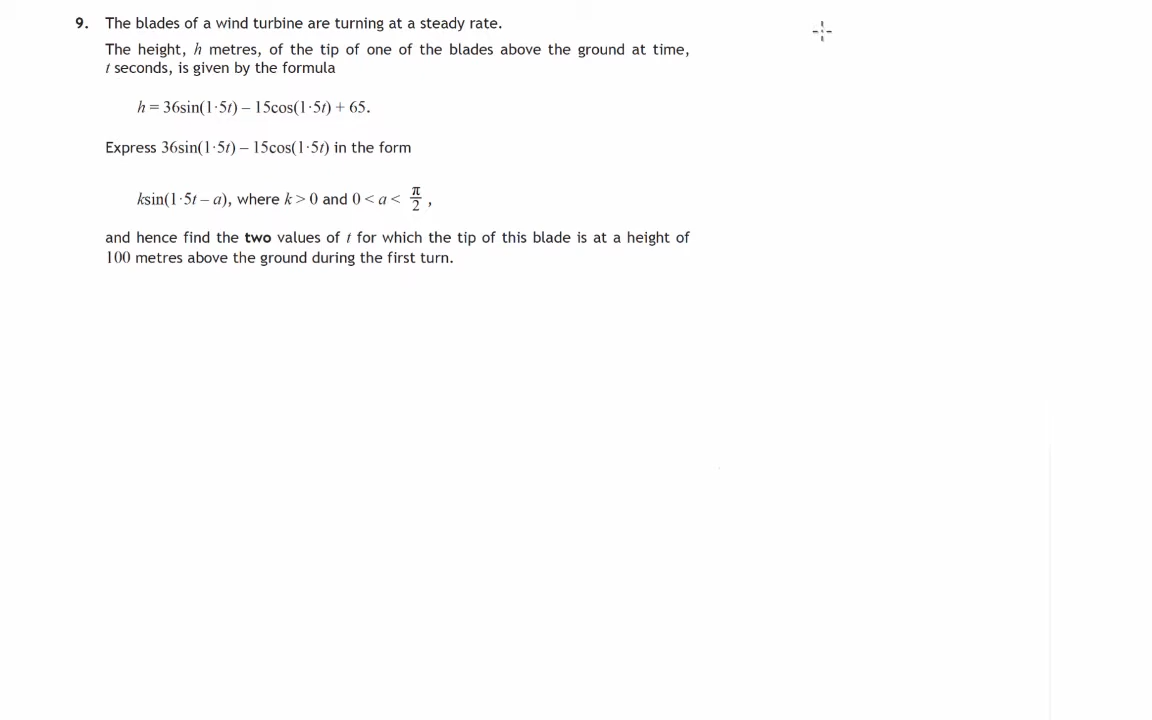 9. The blades of a wind turbine are turning at a steady rate.
The height, h metres, of the tip of one of the blades above the ground at time,
t seconds, is given by the formula
h = 36sin(1·5t) – 15cos(1·5t) + 65.
Express 36sin(1·5t) – 15cos(1·5t) in the form
ksin(1·5t – a), where k > 0 and 0 < a < π/2 ,
and hence find the two values of t for which the tip of this blade is at a height of
100 metres above the ground during the first turn.